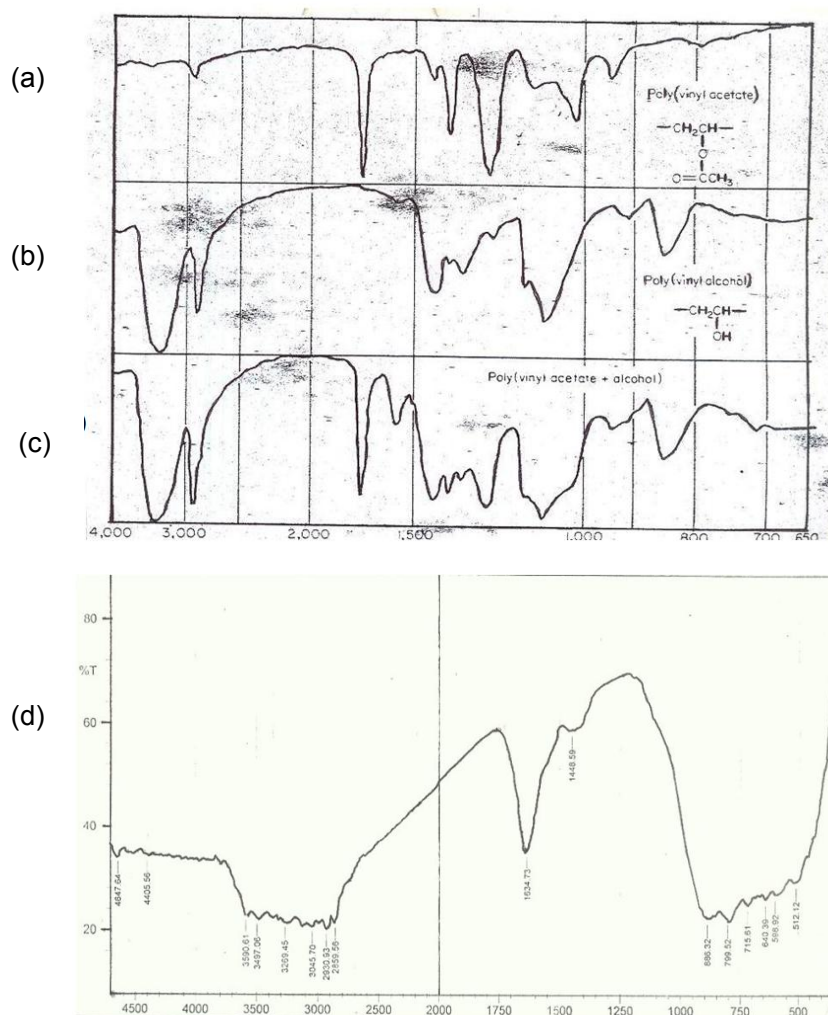 (a)
Poly(vinyl acetate)
—CH₂CH—
O
O=CCH₃
(b)
Poly(vinyl alcohol)
—CH₂CH—
OH
Poly(vinyl acetate + alcohol)
(c)
4,000 3,000 2,000 1,500 1,000 800 700 650
(d)
80
%T
60
40
20
4647.64
4405.56
3590.61
3497.06
3269.45
3045.70
2930.93
2859.56
1634.73
1448.59
886.32
799.52
715.61
640.39
598.92
512.12
4500 4000 3500 3000 2500 2000 1750 1500 1250 1000 750 500